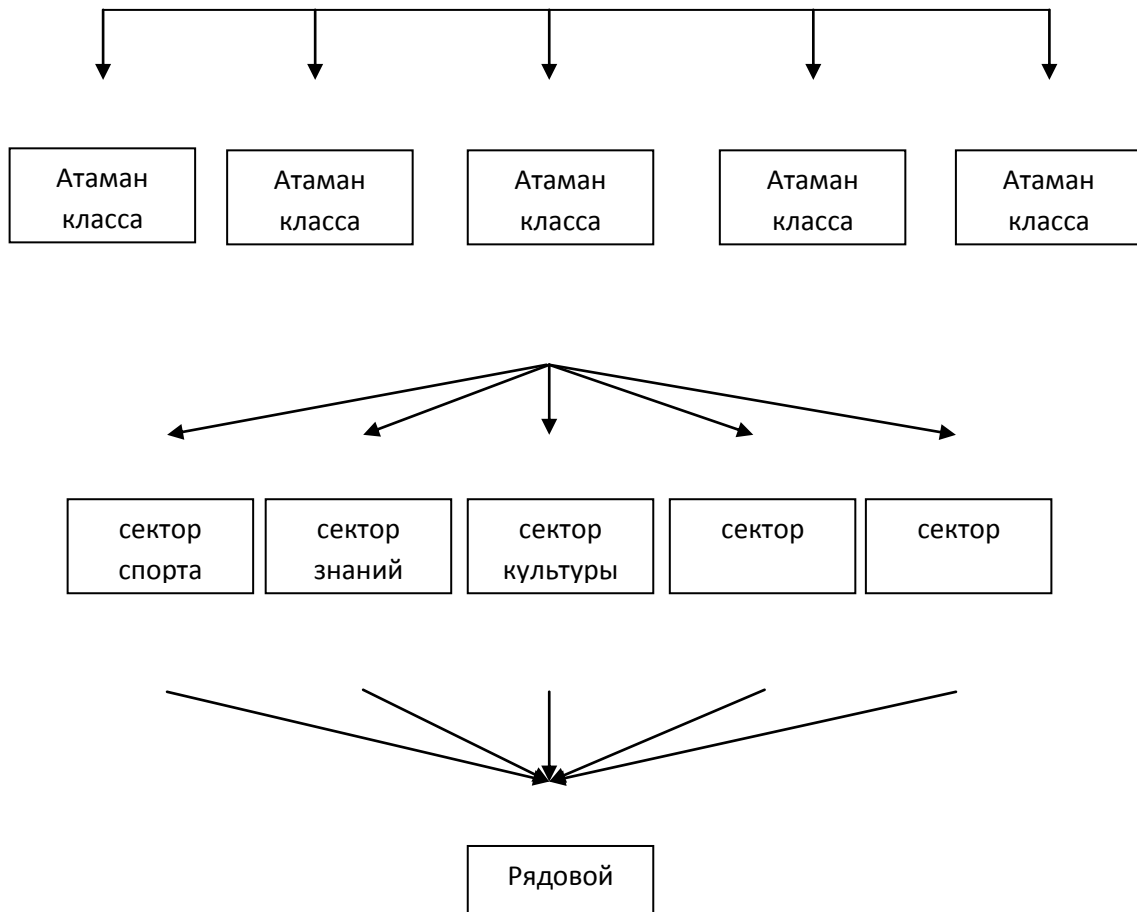 Атаман
класса
Атаман
класса
Атаман
класса
Атаман
класса
Атаман
класса
сектор
спорта
сектор
знаний
сектор
культуры
сектор
сектор
Рядовой